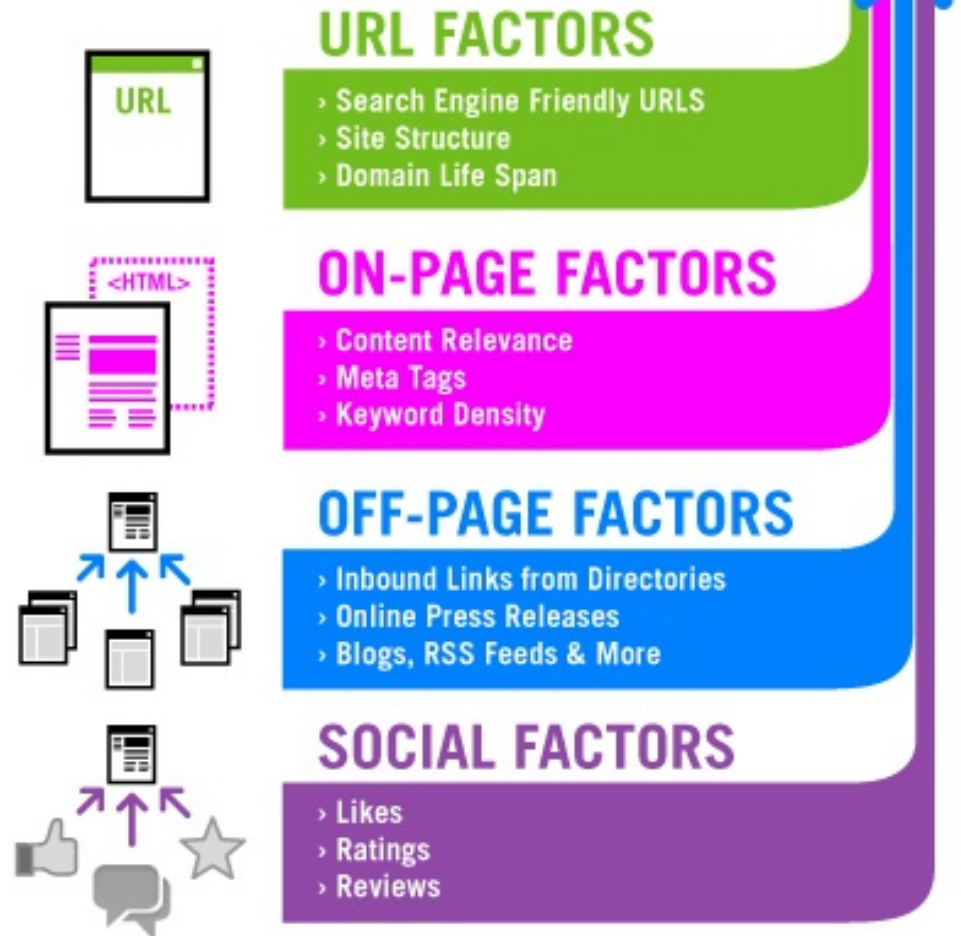 URL FACTORS
URL
› Search Engine Friendly URLS
› Site Structure
› Domain Life Span
ON-PAGE FACTORS
<HTML>
› Content Relevance
› Meta Tags
› Keyword Density
OFF-PAGE FACTORS
› Inbound Links from Directories
› Online Press Releases
› Blogs, RSS Feeds & More
SOCIAL FACTORS
› Likes
› Ratings
› Reviews